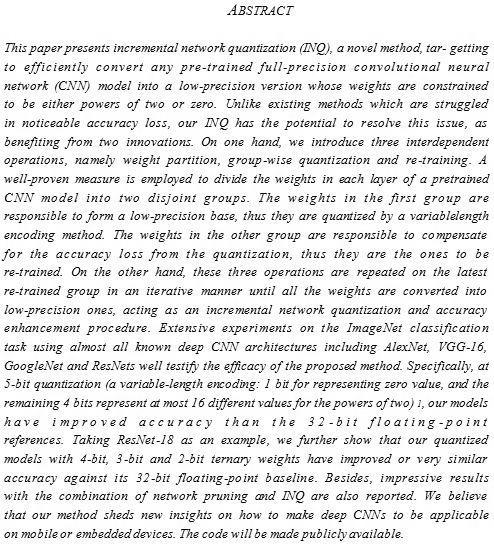 ABSTRACT
This paper presents incremental network quantization (INQ), a novel method, tar- getting
to efficiently convert any pre-trained full-precision convolutional neural
network (CNN) model into a low-precision version whose weights are constrained
to be either powers of two or zero. Unlike existing methods which are struggled
in noticeable accuracy loss, our INQ has the potential to resolve this issue, as
benefiting from two innovations. On one hand, we introduce three interdependent
operations, namely weight partition, group-wise quantization and re-training. A
well-proven measure is employed to divide the weights in each layer of a pretrained
CNN model into two disjoint groups. The weights in the first group are
responsible to form a low-precision base, thus they are quantized by a variablelength
encoding method. The weights in the other group are responsible to compensate
for the accuracy loss from the quantization, thus they are the ones to be
re-trained. On the other hand, these three operations are repeated on the latest
re-trained group in an iterative manner until all the weights are converted into
low-precision ones, acting as an incremental network quantization and accuracy
enhancement procedure. Extensive experiments on the ImageNet classification
task using almost all known deep CNN architectures including AlexNet, VGG-16,
GoogleNet and ResNets well testify the efficacy of the proposed method. Specifically, at
5-bit quantization (a variable-length encoding: 1 bit for representing zero value, and the
remaining 4 bits represent at most 16 different values for the powers of two) 1, our models
have improved accuracy than the 32-bit floating-point
references. Taking ResNet-18 as an example, we further show that our quantized
models with 4-bit, 3-bit and 2-bit ternary weights have improved or very similar
accuracy against its 32-bit floating-point baseline. Besides, impressive results
with the combination of network pruning and INQ are also reported. We believe
that our method sheds new insights on how to make deep CNNs to be applicable
on mobile or embedded devices. The code will be made publicly available.